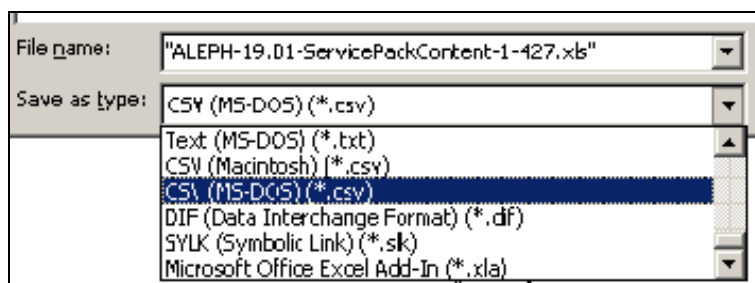 File name: "ALEPH-19.01-ServicePackContent-1-427.xls"
Save as type: CSV (MS-DOS) (*.csv)
Text (MS-DOS) (*.txt)
CSV (Macintosh) (*.csv)
CSV (MS-DOS) (*.csv)
DIF (Data Interchange Format) (*.dif)
SYLK (Symbolic Link) (*.slk)
Microsoft Office Excel Add-In (*.xla)